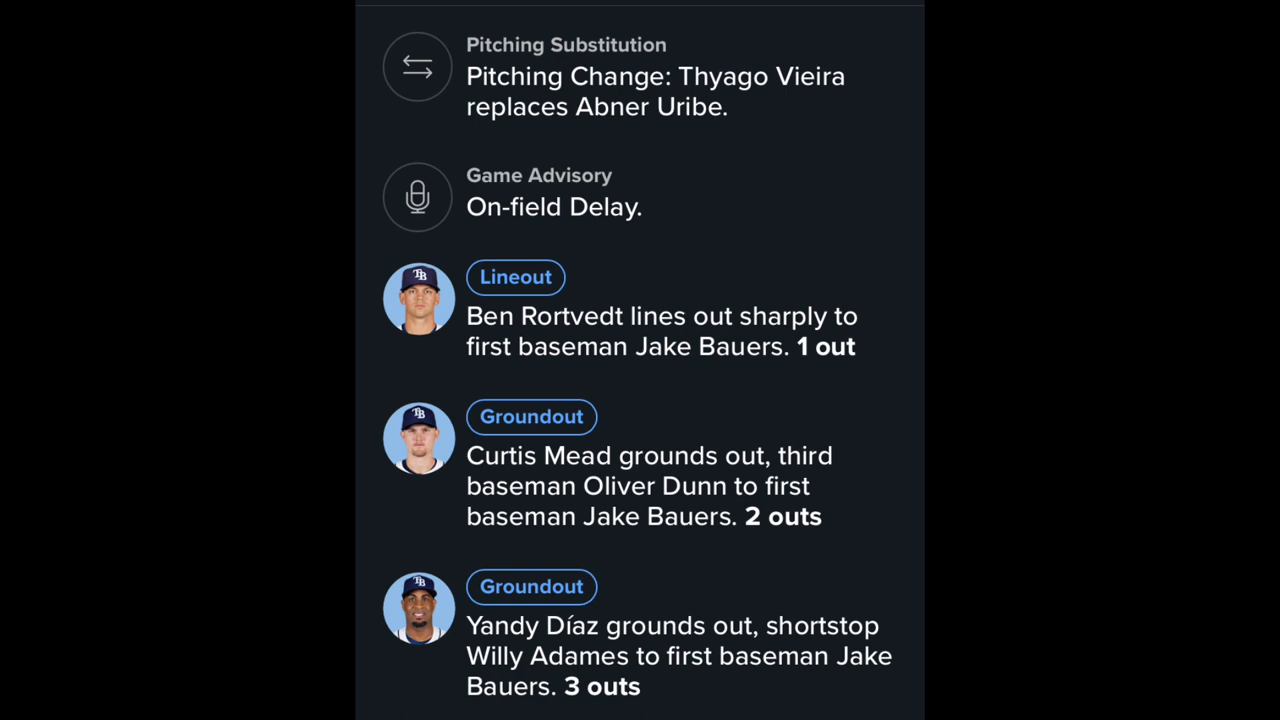 Pitching Substitution
Pitching Change: Thyago Vieira
replaces Abner Uribe.
Game Advisory
On-field Delay.
TB
Lineout
Ben Rortvedt lines out sharply to
first baseman Jake Bauers. 1 out
TB
Groundout
Curtis Mead grounds out, third
baseman Oliver Dunn to first
baseman Jake Bauers. 2 outs
TB
Groundout
Yandy Díaz grounds out, shortstop
Willy Adames to first baseman Jake
Bauers. 3 outs